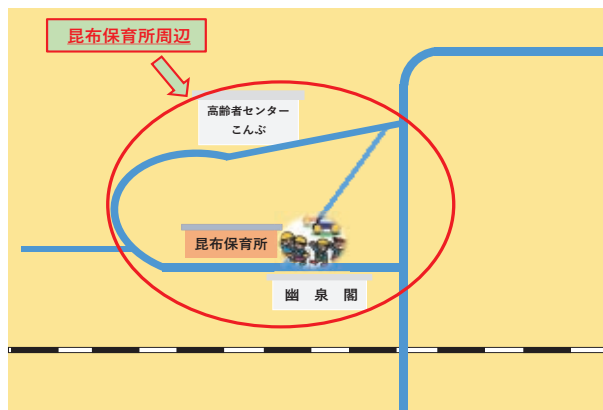 昆布保育所周辺
高齢者センター
こんぶ
昆布保育所
幽 泉 閣